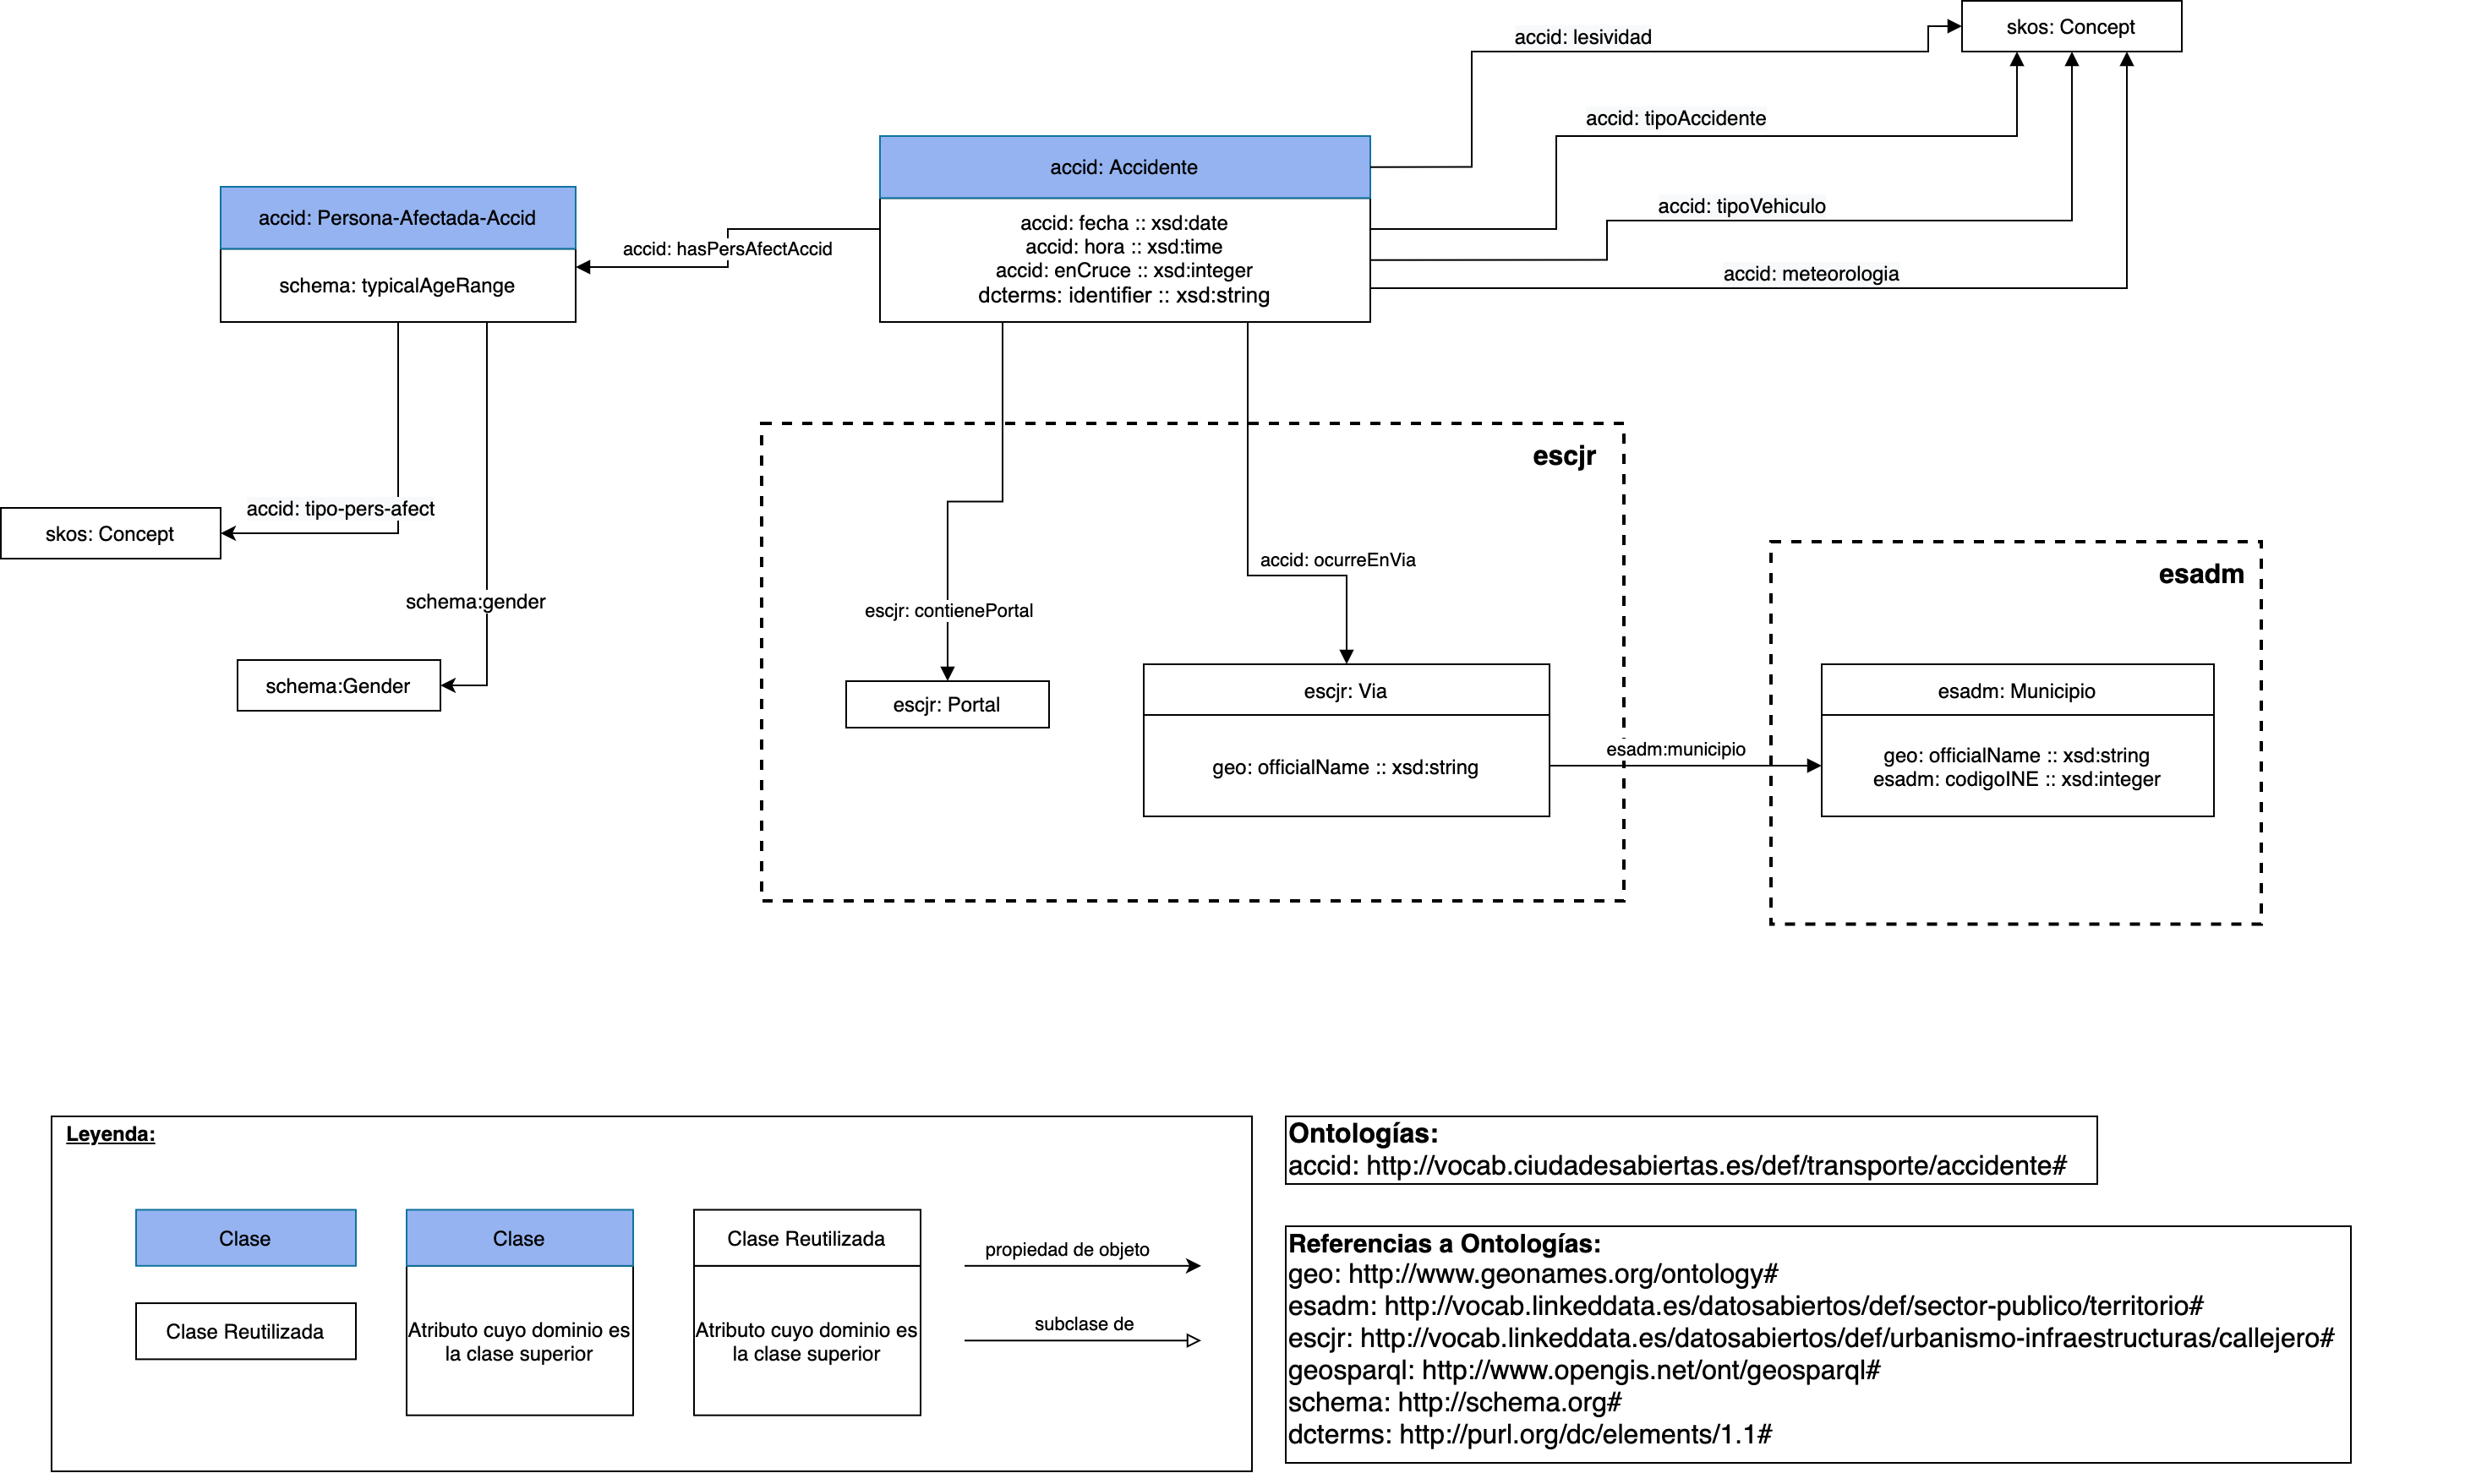 skos: Concept
accid: lesividad
accid: tipoAccidente
accid: Accidente
accid: tipoVehiculo
accid: Persona-Afectada-Accid
accid: fecha :: xsd:date
accid: hora :: xsd:time
accid: enCruce :: xsd:integer
dcterms: identifier :: xsd:string
accid: hasPersAfectAccid
accid: meteorologia
schema: typicalAgeRange
escjr
accid: tipo-pers-afect
skos: Concept
accid: ocurreEnVia
esadm
schema:gender
escjr: contienePortal
schema:Gender
escjr: Portal
escjr: Via
esadm: Municipio
esadm:municipio
geo: officialName :: xsd:string
geo: officialName :: xsd:string
esadm: codigoINE :: xsd:integer
Leyenda:
Clase
Clase
Clase Reutilizada
propiedad de objeto
Clase Reutilizada
Atributo cuyo dominio es
la clase superior
Atributo cuyo dominio es
la clase superior
subclase de
Ontologías:
accid: http://vocab.ciudadesabiertas.es/def/transporte/accidente#
Referencias a Ontologías:
geo: http://www.geonames.org/ontology#
esadm: http://vocab.linkeddata.es/datosabiertos/def/sector-publico/territorio#
escjr: http://vocab.linkeddata.es/datosabiertos/def/urbanismo-infraestructuras/callejero#
geosparql: http://www.opengis.net/ont/geosparql#
schema: http://schema.org#
dcterms: http://purl.org/dc/elements/1.1#